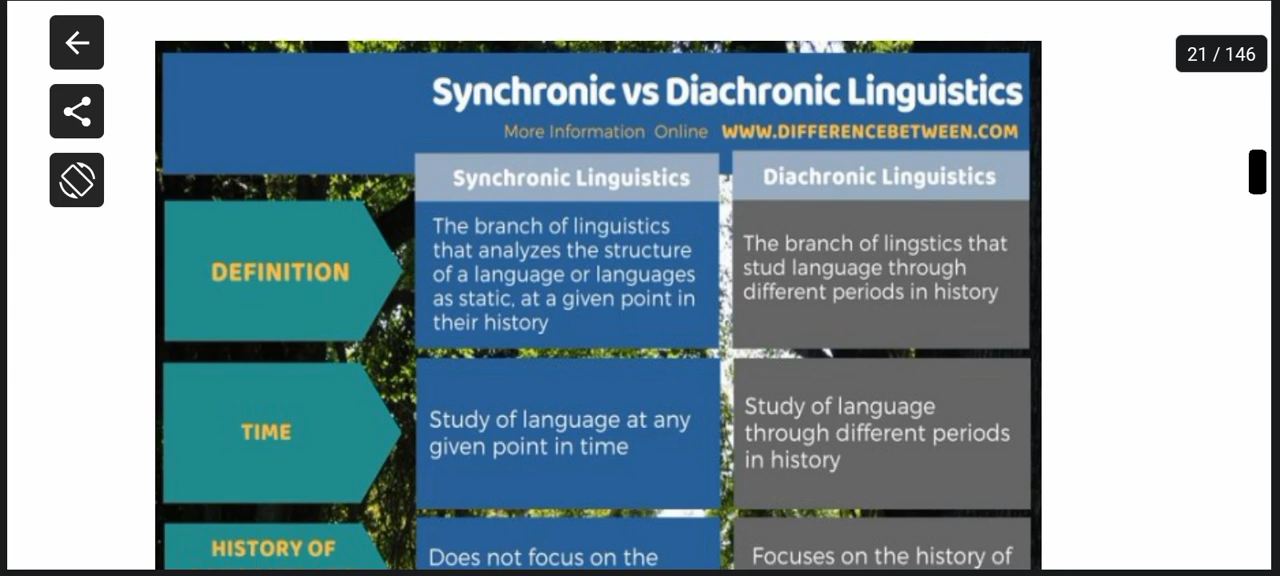 21 / 146
Synchronic vs Diachronic Linguistics
More Information Online WWW.DIFFERENCEBETWEEN.COM
Synchronic Linguistics
Diachronic Linguistics
DEFINITION
The branch of linguistics
that analyzes the structure
of a language or languages
as static, at a given point in
their history
The branch of lingstics that
stud language through
different periods in history
TIME
Study of language at any
given point in time
Study of language
through different periods
in history
HISTORY OF
Does not focus on the
Focuses on the history of